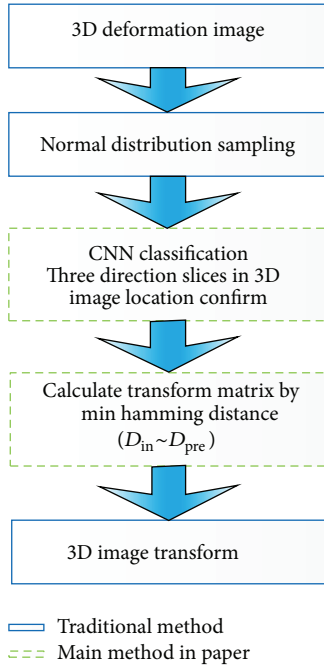 3D deformation image
Normal distribution sampling
CNN classification
Three direction slices in 3D
image location confirm
Calculate transform matrix by
min hamming distance
(D_in~D_pre)
3D image transform
Traditional method
Main method in paper